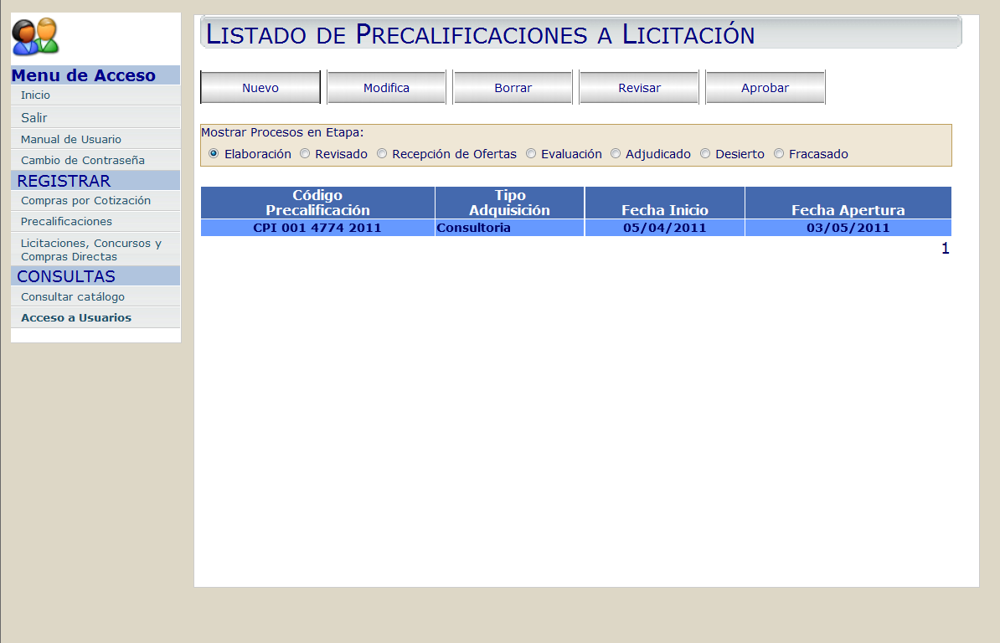 Menu de Acceso
Inicio
Salir
Manual de Usuario
Cambio de Contraseña
REGISTRAR
Compras por Cotización
Precalificaciones
Licitaciones, Concursos y
Compras Directas
CONSULTAS
Consultar catálogo
Acceso a Usuarios
LISTADO DE PRECALIFICACIONES A LICITACIÓN
Nuevo Modifica Borrar Revisar Aprobar
Mostrar Procesos en Etapa:
Elaboración Revisado Recepción de Ofertas Evaluación Adjudicado Desierto Fracasado
Código Tipo
Precalificación Adquisición Fecha Inicio Fecha Apertura
CPI 001 4774 2011 Consultoria 05/04/2011 03/05/2011
1